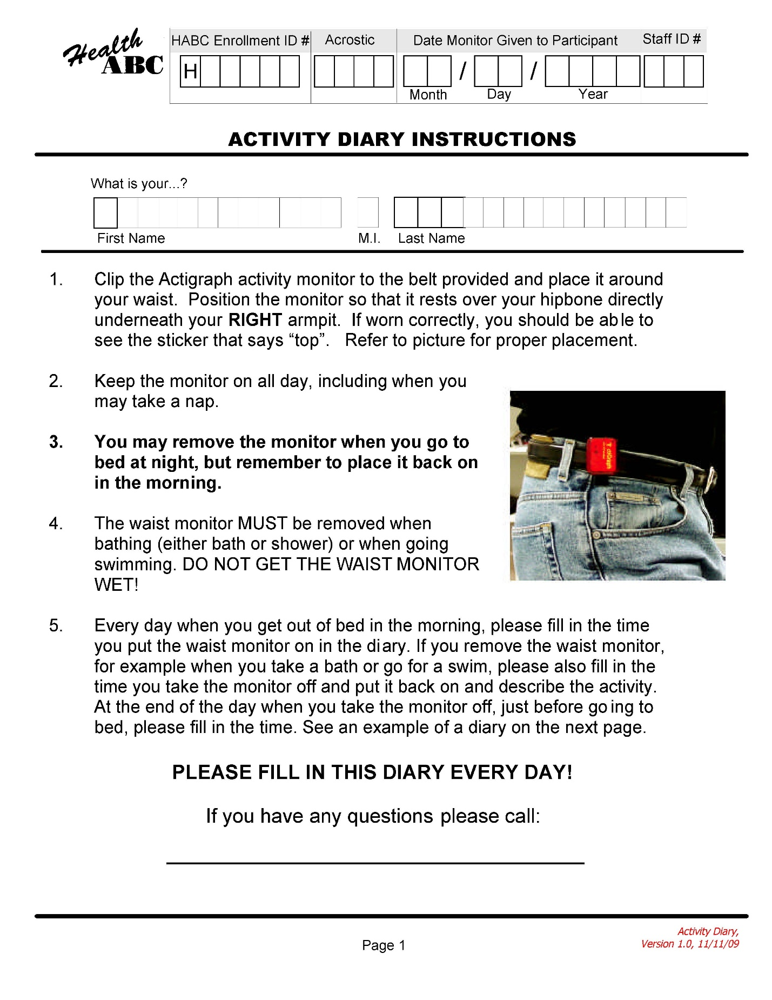 Health
ABC
HABC Enrollment ID # Acrostic Date Monitor Given to Participant Staff ID #
H / /
Month Day Year
ACTIVITY DIARY INSTRUCTIONS
What is your...?
First Name M.I. Last Name
1. Clip the Actigraph activity monitor to the belt provided and place it around
your waist. Position the monitor so that it rests over your hipbone directly
underneath your RIGHT armpit. If worn correctly, you should be able to
see the sticker that says “top”. Refer to picture for proper placement.
2. Keep the monitor on all day, including when you
may take a nap.
3. You may remove the monitor when you go to
bed at night, but remember to place it back on
in the morning.
4. The waist monitor MUST be removed when
bathing (either bath or shower) or when going
swimming. DO NOT GET THE WAIST MONITOR
WET!
5. Every day when you get out of bed in the morning, please fill in the time
you put the waist monitor on in the diary. If you remove the waist monitor,
for example when you take a bath or go for a swim, please also fill in the
time you take the monitor off and put it back on and describe the activity.
At the end of the day when you take the monitor off, just before going to
bed, please fill in the time. See an example of a diary on the next page.
PLEASE FILL IN THIS DIARY EVERY DAY!
If you have any questions please call:
Page 1
Activity Diary,
Version 1.0, 11/11/09